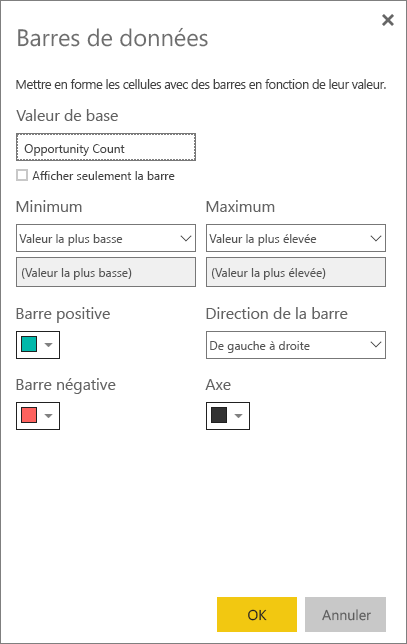 Barres de données
Mettre en forme les cellules avec des barres en fonction de leur valeur.
Valeur de base
Opportunity Count
Afficher seulement la barre
Minimum Maximum
Valeur la plus basse Valeur la plus élevée
(Valeur la plus basse) (Valeur la plus élevée)
Barre positive Direction de la barre
De gauche à droite
Barre négative Axe
OK Annuler